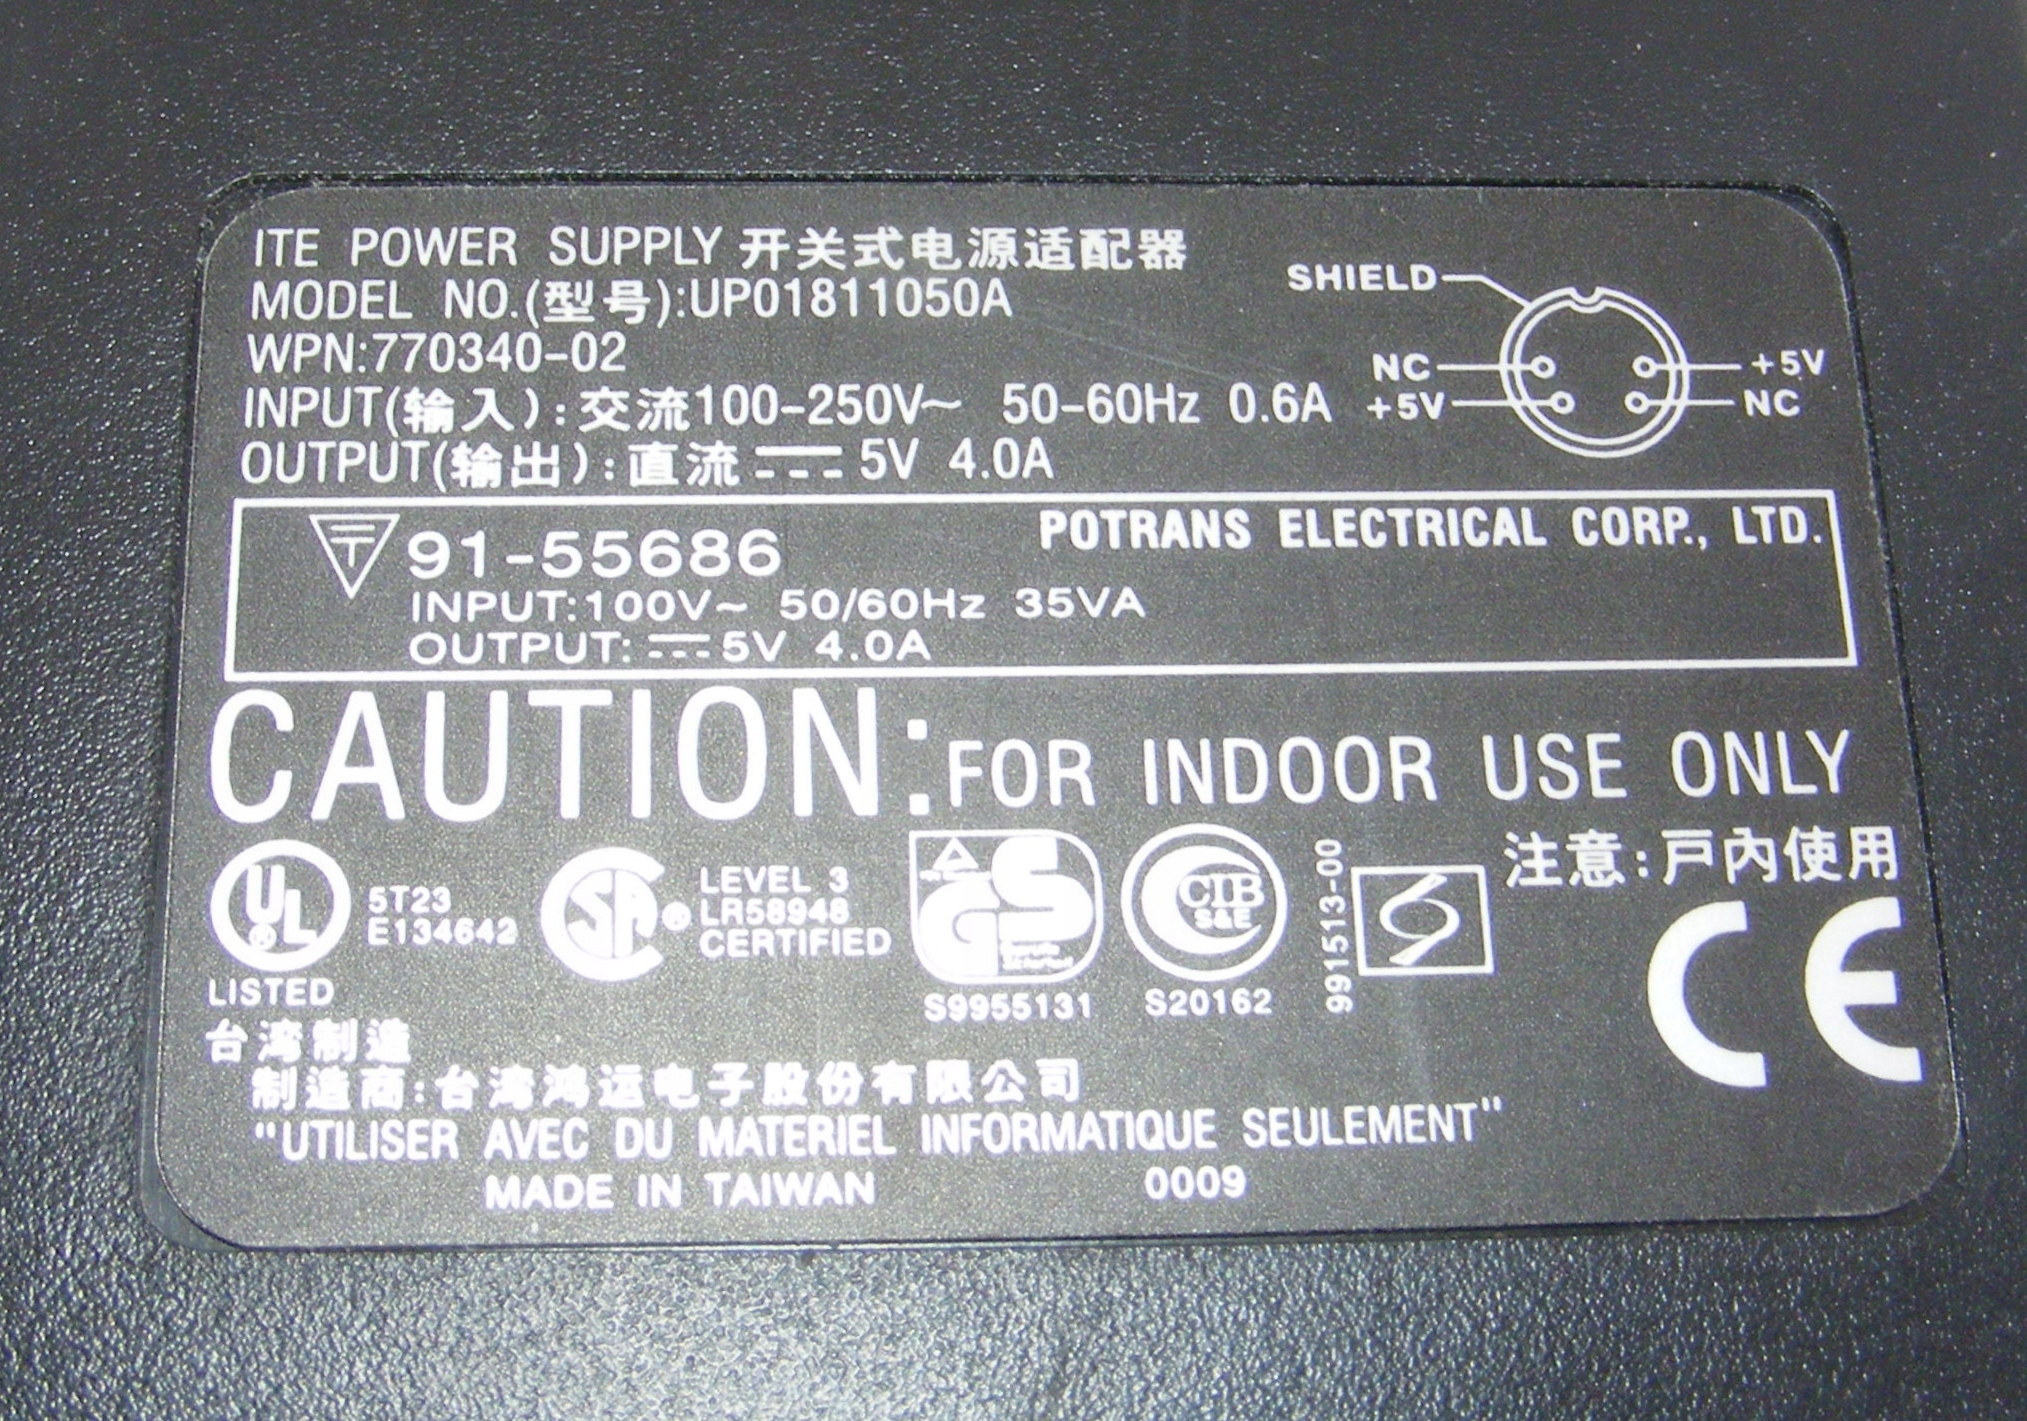 ITE POWER SUPPLY 开关式电源适配器
MODEL NO.(型号):UP01811050A
WPN:770340-02
INPUT(输入):交流100-250V~ 50-60Hz 0.6A
OUTPUT(输出):直流 ⎓ 5V 4.0A
SHIELD
NC +5V
+5V NC
T 91-55686
POTRANS ELECTRICAL CORP., LTD.
INPUT:100V~ 50/60Hz 35VA
OUTPUT: ⎓ 5V 4.0A
CAUTION: FOR INDOOR USE ONLY
注意:戸內使用
UL ®
LISTED
5T23
E134642
SA ®
LEVEL 3
LR58948
CERTIFIED
GS
S9955131
CIB
S&E
S20162
991513-00
CE
台湾制造
制造商:台湾鸿运电子股份有限公司
"UTILISER AVEC DU MATERIEL INFORMATIQUE SEULEMENT"
MADE IN TAIWAN 0009